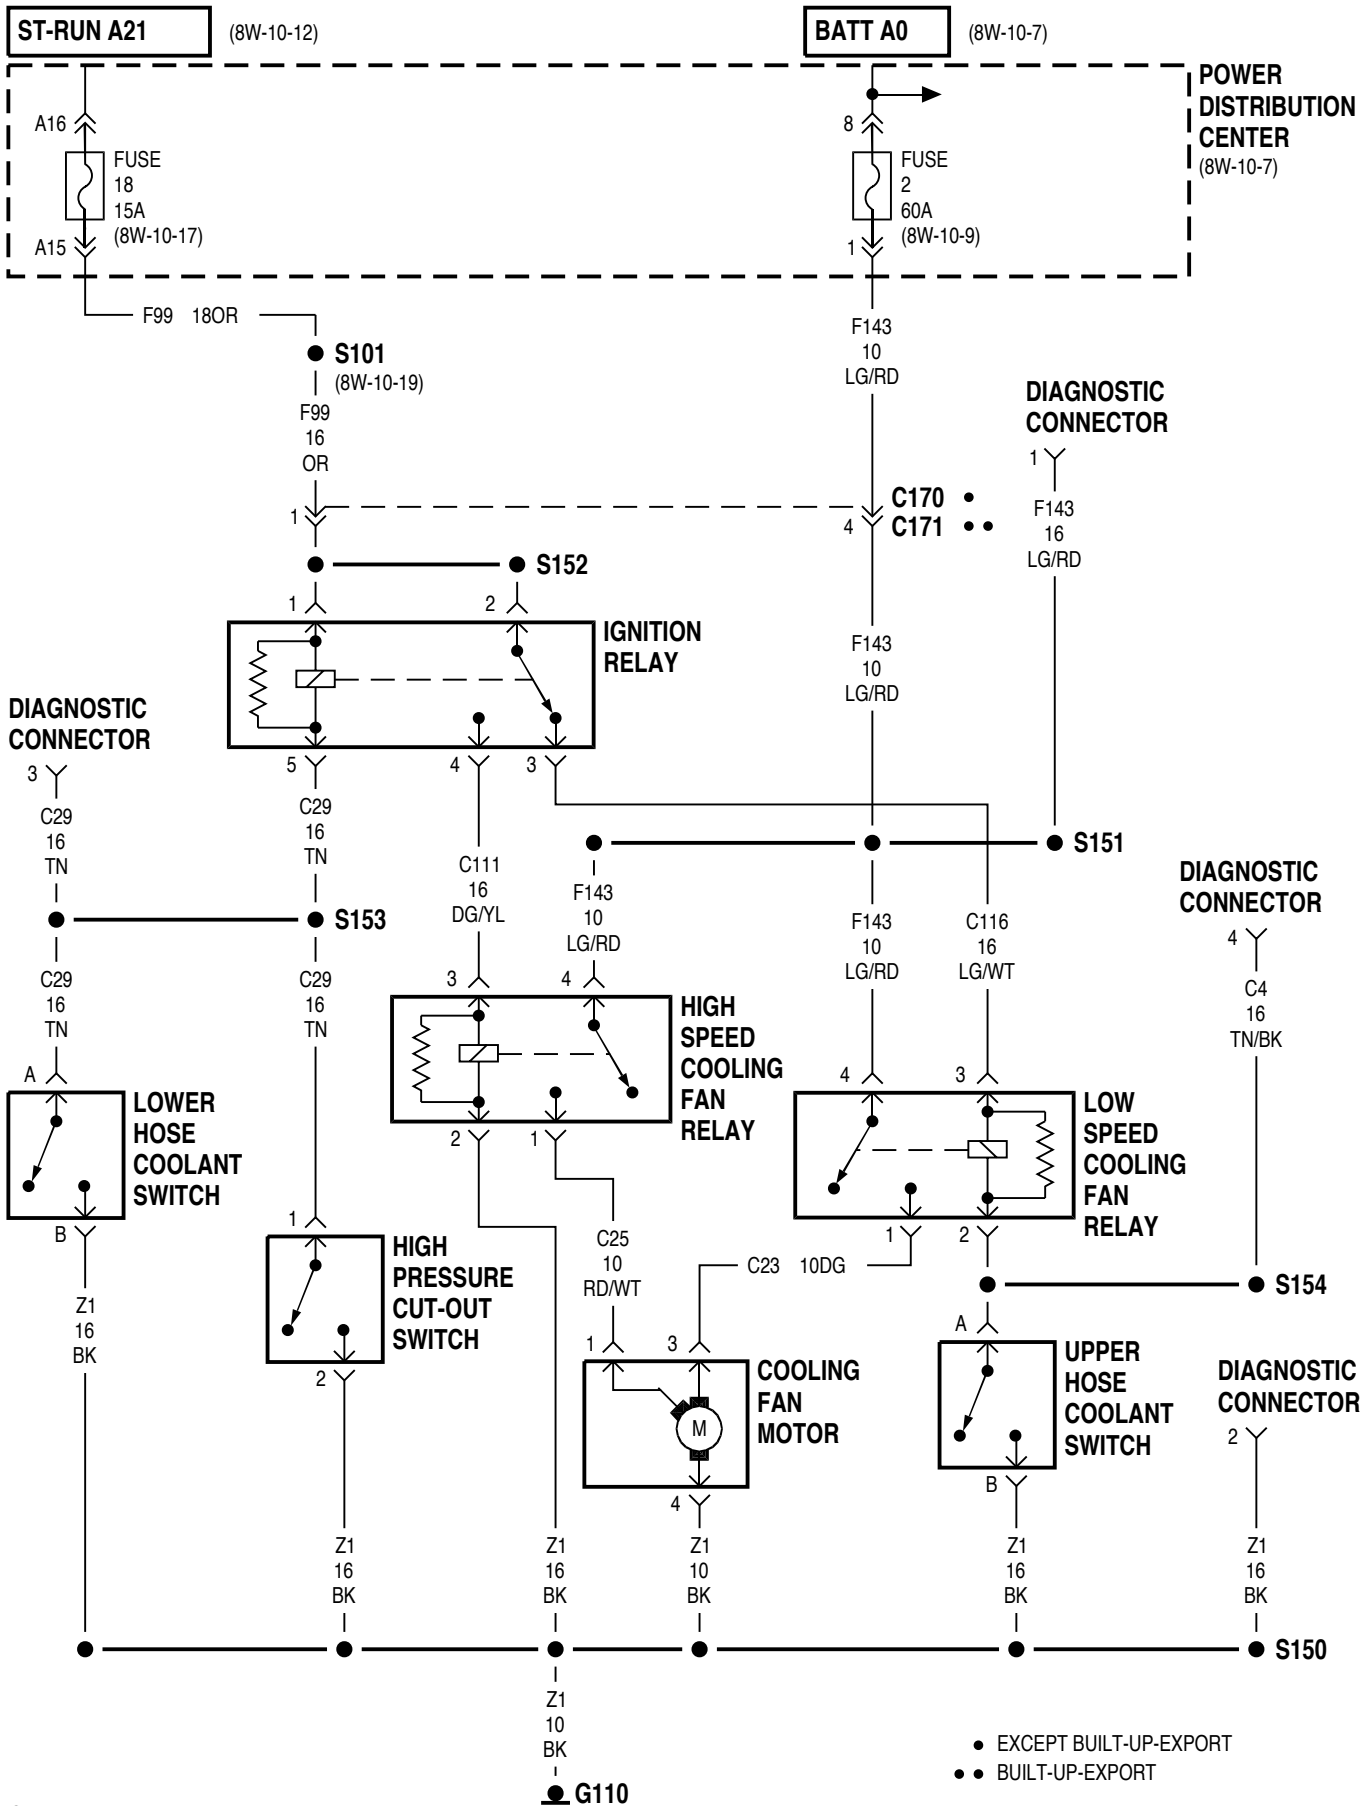 ST-RUN A21
(8W-10-12)
BATT A0
(8W-10-7)
POWER
DISTRIBUTION
CENTER
(8W-10-7)
A16
FUSE
18
15A
(8W-10-17)
A15
8
FUSE
2
60A
(8W-10-9)
1
F99 18OR
S101
(8W-10-19)
F99
16
OR
F143
10
LG/RD
DIAGNOSTIC
CONNECTOR
1
F143
16
LG/RD
1
4
C170 •
C171 • •
S152
1
2
IGNITION
RELAY
F143
10
LG/RD
5
4
3
DIAGNOSTIC
CONNECTOR
3
C29
16
TN
C29
16
TN
S153
C111
16
DG/YL
F143
10
LG/RD
S151
F143
10
LG/RD
C116
16
LG/WT
DIAGNOSTIC
CONNECTOR
4
C4
16
TN/BK
C29
16
TN
C29
16
TN
3
4
HIGH
SPEED
COOLING
FAN
RELAY
2
1
A
LOWER
HOSE
COOLANT
SWITCH
B
4
3
LOW
SPEED
COOLING
FAN
RELAY
1
2
1
HIGH
PRESSURE
CUT-OUT
SWITCH
2
C25
10
RD/WT
C23 10DG
S154
Z1
16
BK
1
3
COOLING
FAN
MOTOR
M
4
A
UPPER
HOSE
COOLANT
SWITCH
B
DIAGNOSTIC
CONNECTOR
2
Z1
16
BK
Z1
16
BK
Z1
10
BK
Z1
16
BK
Z1
16
BK
S150
Z1
10
BK
G110
• EXCEPT BUILT-UP-EXPORT
• • BUILT-UP-EXPORT